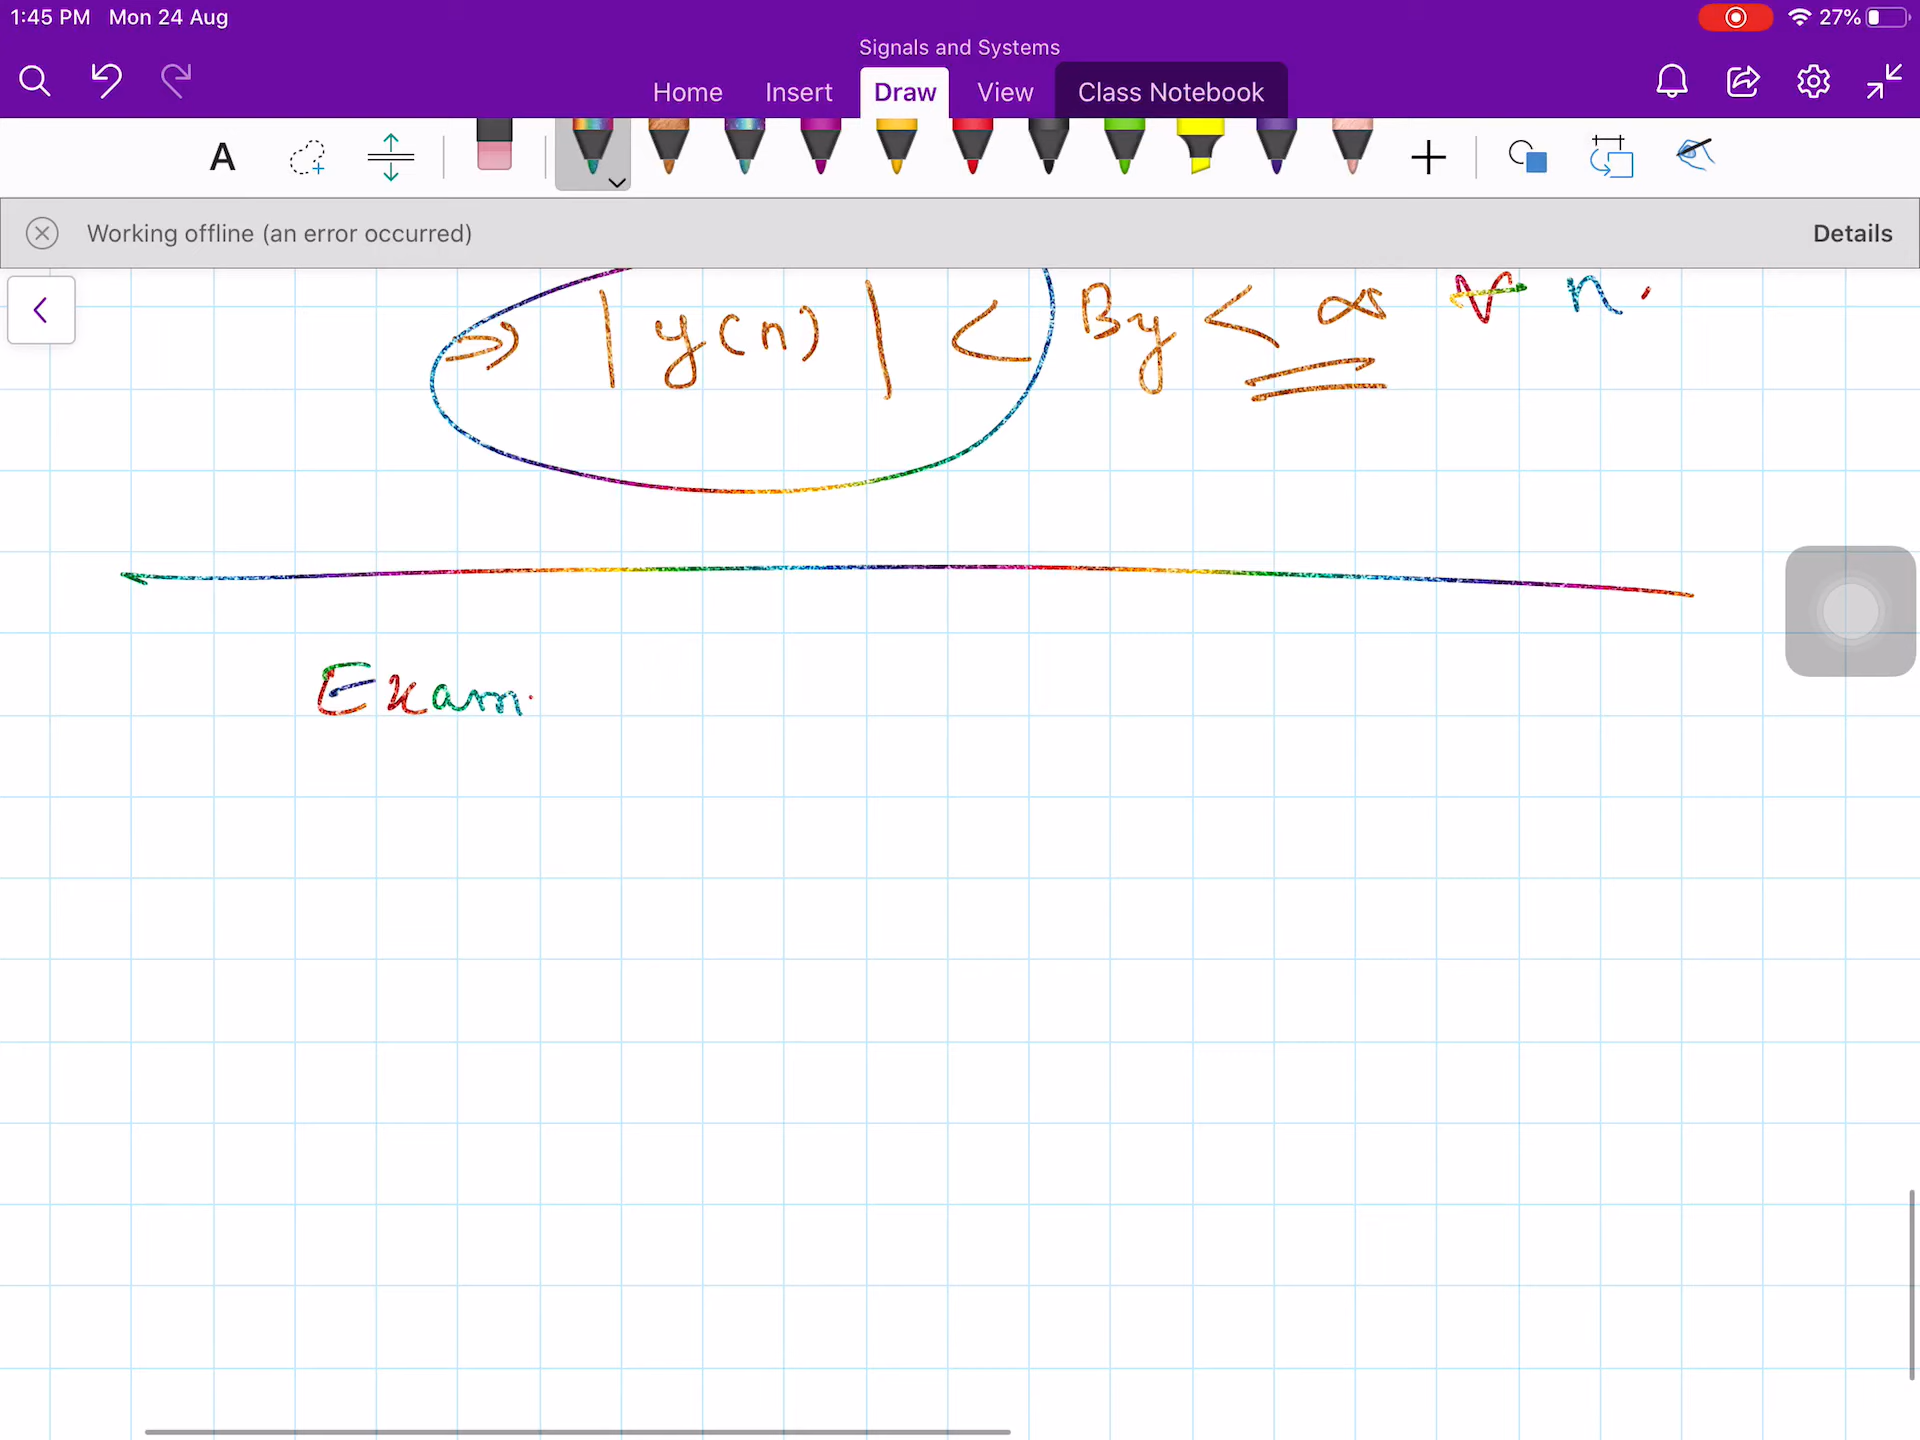 1:45 PM Mon 24 Aug
27%
Signals and Systems
Home Insert Draw View Class Notebook
A
Working offline (an error occurred)
Details
⇒ |y(n)| < By < ∞ ∀ n.
Exam